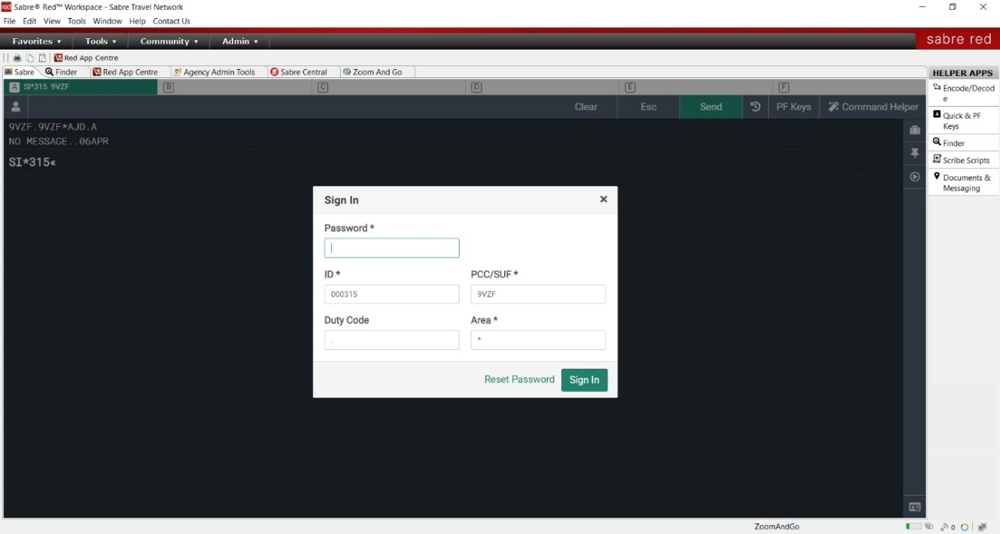 red Sabre® Red™ Workspace - Sabre Travel Network
File Edit View Tools Window Help Contact Us
Favorites Tools Community Admin sabre red
Red App Centre
Sabre Finder Red App Centre Agency Admin Tools Sabre Central Zoom And Go HELPER APPS
A SI*315 9VZF B C D E F
Clear Esc Send PF Keys Command Helper
9VZF.9VZF*AJD.A
NO MESSAGE..06APR
SI*315«
Encode/Decod
e
Quick & PF
Keys
Finder
Scribe Scripts
Documents &
Messaging
Sign In ×
Password *
ID * PCC/SUF *
000315 9VZF
Duty Code Area *
. *
Reset Password Sign In
ZoomAndGo 0